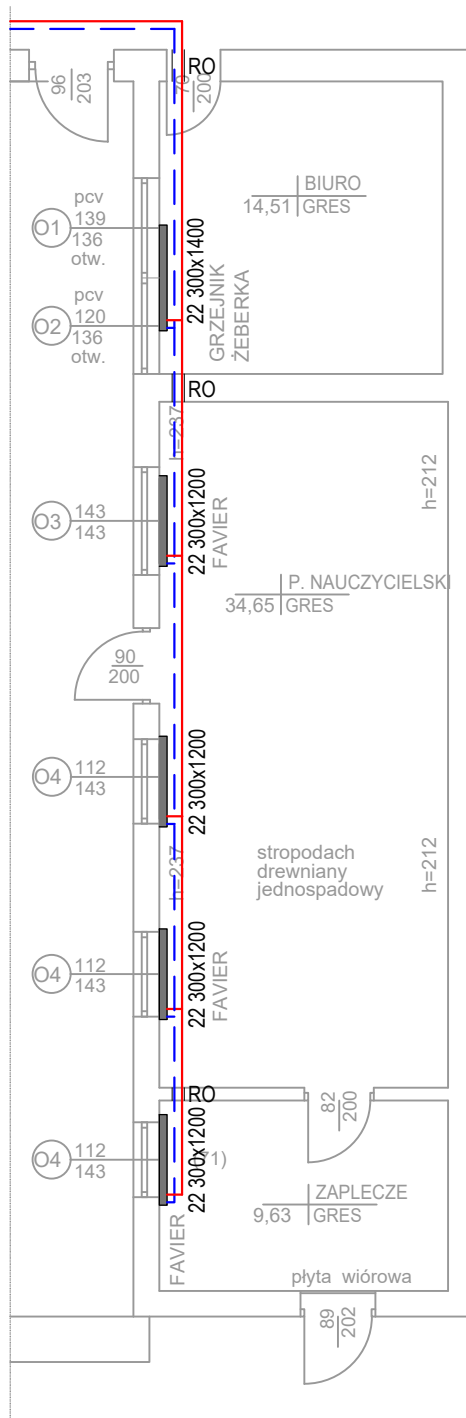 RO
96
203
70
200
BIURO
14,51 GRES
pcv
O1 139
136
otw.
pcv
O2 120
136
otw.
22 300x1400
GRZEJNIK
ŻEBERKA
RO
h=237
h=212
O3 143
143
22 300x1200
FAVIER
P. NAUCZYCIELSKI
34,65 GRES
90
200
O4 112
143
22 300x1200
h=237
stropodach
drewniany
jednospadowy
h=212
O4 112
143
22 300x1200
FAVIER
RO
82
200
O4 112
143
22 300x1200
71)
FAVIER
ZAPLECZE
9,63 GRES
płyta wiórowa
89
202